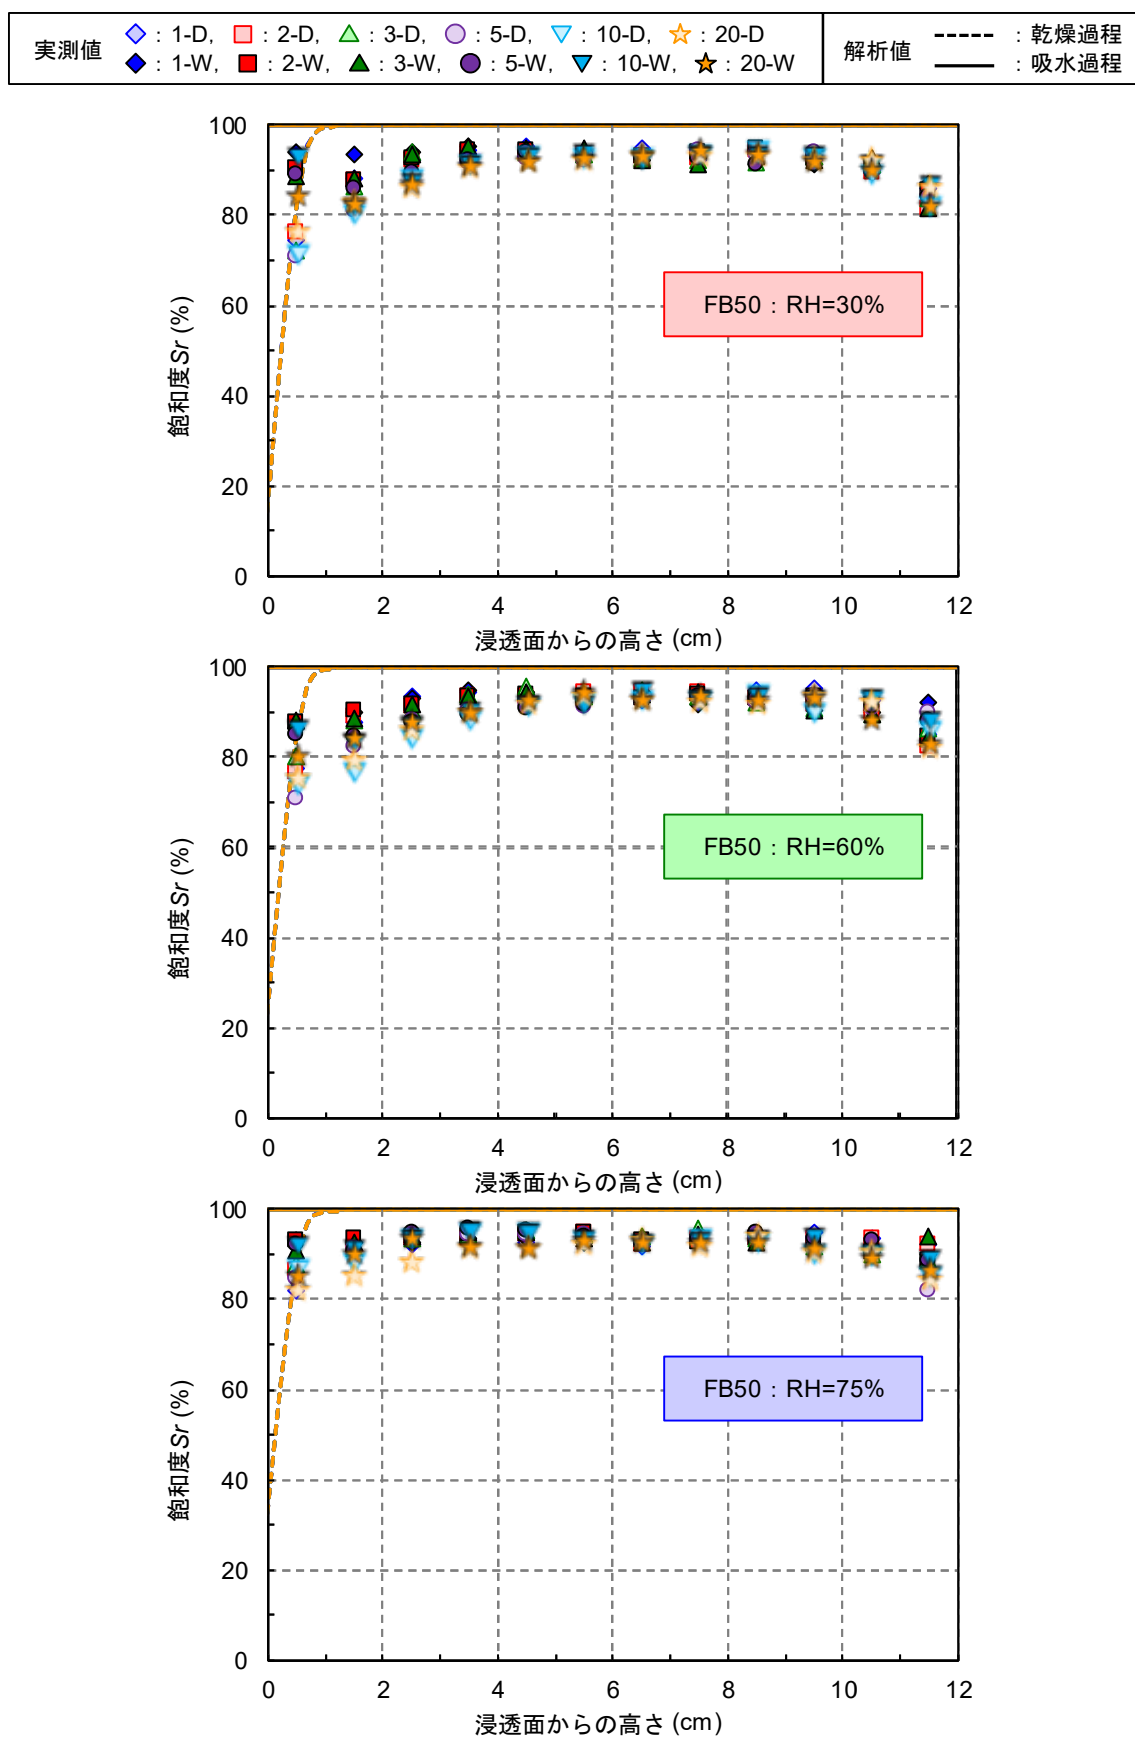 実測値 : 1-D, : 2-D, : 3-D, : 5-D, : 10-D, : 20-D
: 1-W, : 2-W, : 3-W, : 5-W, : 10-W, : 20-W
解析値 : 乾燥過程
: 吸水過程
100
80
60
40
20
0
飽和度Sr (%)
FB50 : RH=30%
0 2 4 6 8 10 12
浸透面からの高さ (cm)
100
80
60
40
20
0
飽和度Sr (%)
FB50 : RH=60%
0 2 4 6 8 10 12
浸透面からの高さ (cm)
100
80
60
40
20
0
飽和度Sr (%)
FB50 : RH=75%
0 2 4 6 8 10 12
浸透面からの高さ (cm)